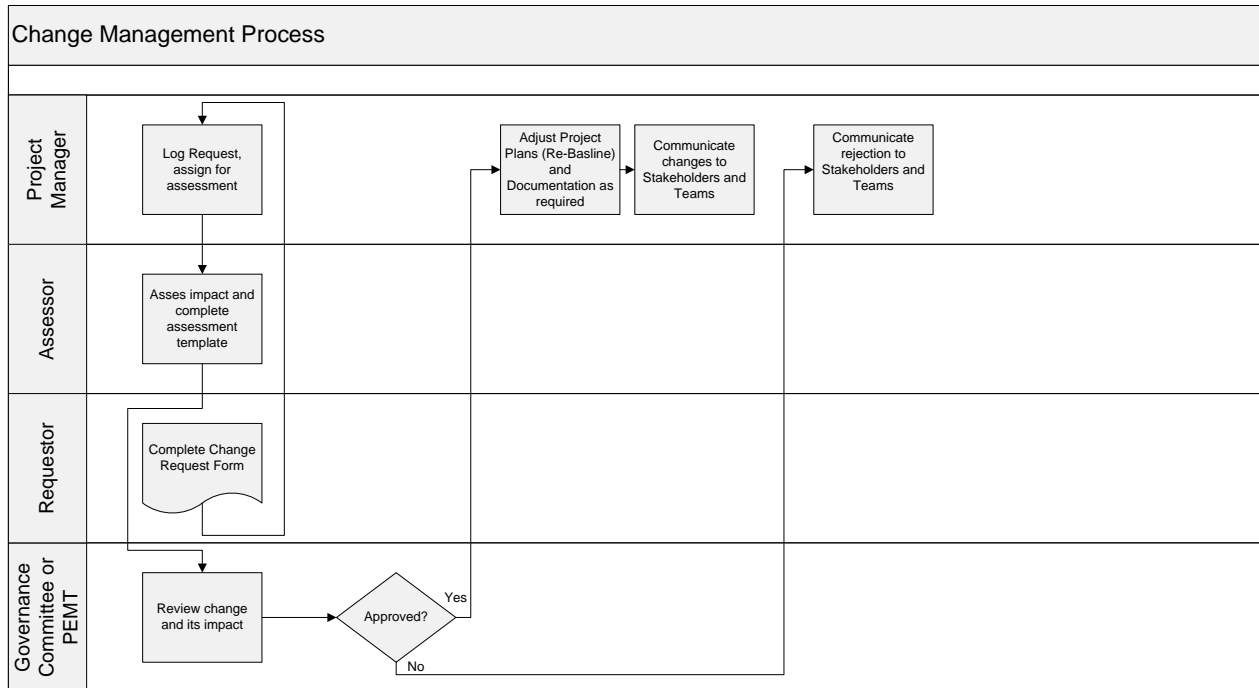 Change Management Process
Project
Manager
Log Request,
assign for
assessment
Adjust Project
Plans (Re-Basline)
and
Documentation as
required
Communicate
changes to
Stakeholders and
Teams
Communicate
rejection to
Stakeholders and
Teams
Assessor
Asses impact and
complete
assessment
template
Requestor
Complete Change
Request Form
Governance
Committee or
PEMT
Review change
and its impact
Approved?
Yes
No